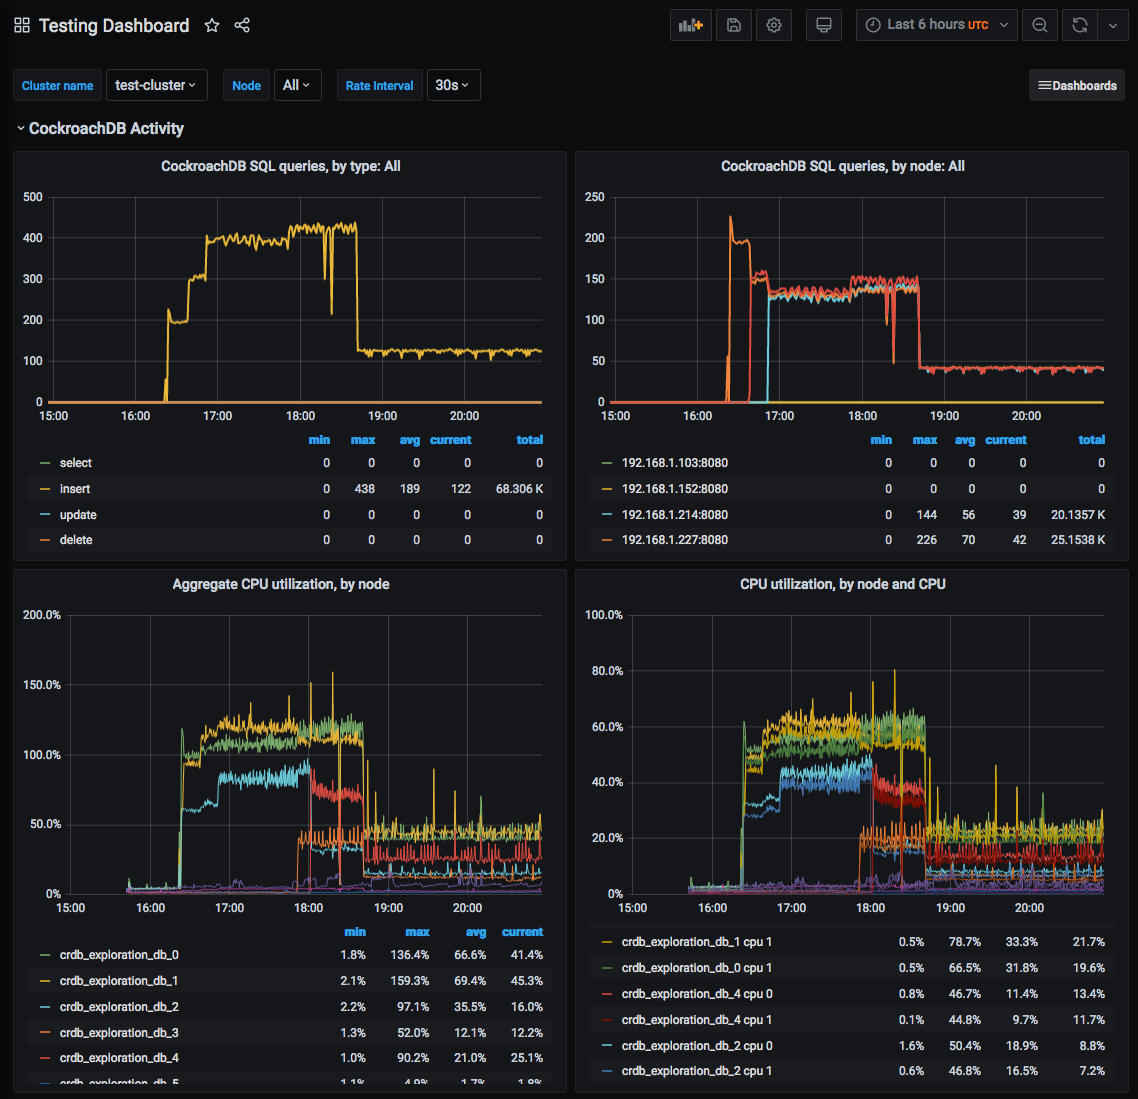 Testing Dashboard
Last 6 hours UTC
Cluster name test-cluster Node All Rate Interval 30s Dashboards
CockroachDB Activity
CockroachDB SQL queries, by type: All
500
400
300
200
100
0
15:00 16:00 17:00 18:00 19:00 20:00
min max avg current total
select 0 0 0 0 0
insert 0 438 189 122 68.306 K
update 0 0 0 0 0
delete 0 0 0 0 0
CockroachDB SQL queries, by node: All
250
200
150
100
50
0
15:00 16:00 17:00 18:00 19:00 20:00
min max avg current total
192.168.1.103:8080 0 0 0 0 0
192.168.1.152:8080 0 0 0 0 0
192.168.1.214:8080 0 144 56 39 20.1357 K
192.168.1.227:8080 0 226 70 42 25.1538 K
Aggregate CPU utilization, by node
200.0%
150.0%
100.0%
50.0%
0%
15:00 16:00 17:00 18:00 19:00 20:00
min max avg current
crdb_exploration_db_0 1.8% 136.4% 66.6% 41.4%
crdb_exploration_db_1 2.1% 159.3% 69.4% 45.3%
crdb_exploration_db_2 2.2% 97.1% 35.5% 16.0%
crdb_exploration_db_3 1.3% 52.0% 12.1% 12.2%
crdb_exploration_db_4 1.0% 90.2% 21.0% 25.1%
crdb_exploration_db_5 1.1% 4.9% 1.7% 1.8%
CPU utilization, by node and CPU
100.0%
80.0%
60.0%
40.0%
20.0%
0%
15:00 16:00 17:00 18:00 19:00 20:00
crdb_exploration_db_1 cpu 1 0.5% 78.7% 33.3% 21.7%
crdb_exploration_db_0 cpu 1 0.5% 66.5% 31.8% 19.6%
crdb_exploration_db_4 cpu 0 0.8% 46.7% 11.4% 13.4%
crdb_exploration_db_4 cpu 1 0.1% 44.8% 9.7% 11.7%
crdb_exploration_db_2 cpu 0 1.6% 50.4% 18.9% 8.8%
crdb_exploration_db_2 cpu 1 0.6% 46.8% 16.5% 7.2%